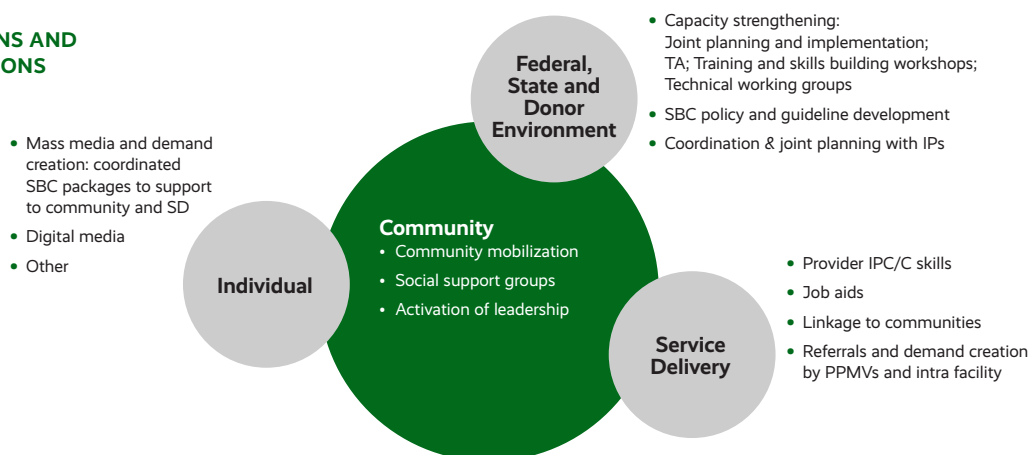 NS AND
ONS
Federal,
State and
Donor
Environment
• Capacity strengthening:
Joint planning and implementation;
TA; Training and skills building workshops;
Technical working groups
• SBC policy and guideline development
• Coordination & joint planning with IPs
• Mass media and demand
creation: coordinated
SBC packages to support
to community and SD
• Digital media
• Other
Individual
Community
• Community mobilization
• Social support groups
• Activation of leadership
Service
Delivery
• Provider IPC/C skills
• Job aids
• Linkage to communities
• Referrals and demand creation
by PPMVs and intra facility